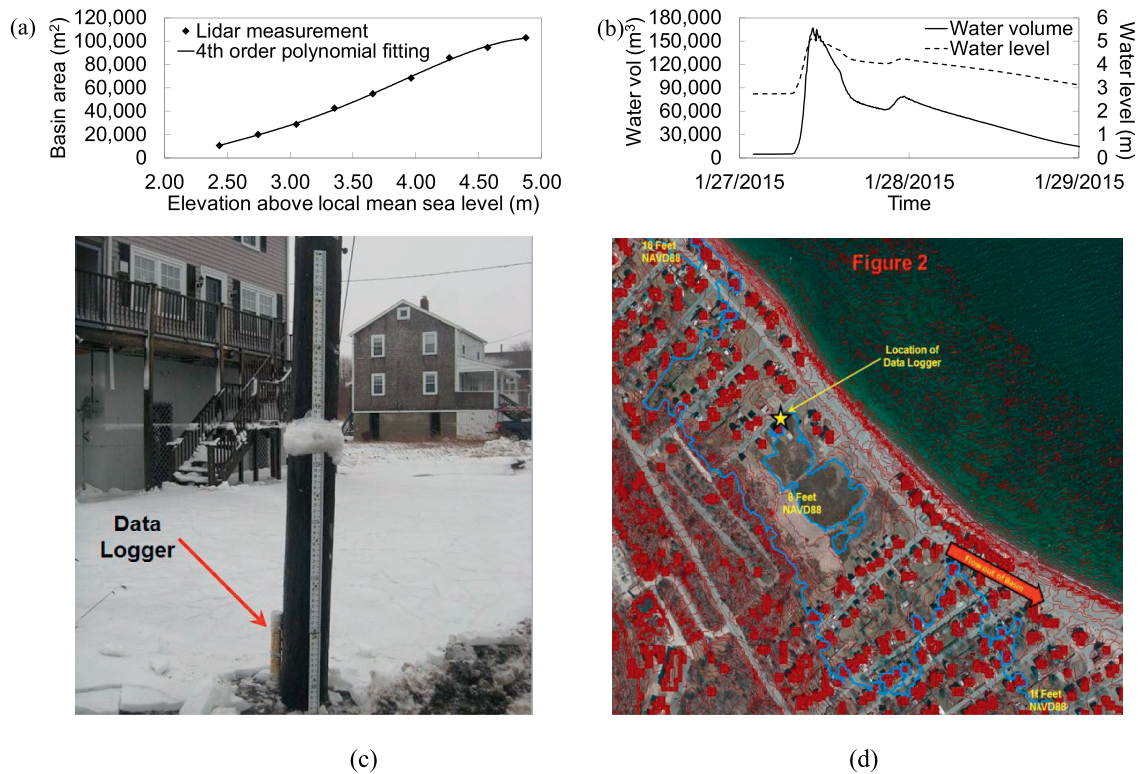 (a)
120,000
100,000
80,000
60,000
40,000
20,000
0
Basin area (m²)
Lidar measurement
4th order polynomial fitting
2.00 2.50 3.00 3.50 4.00 4.50 5.00
Elevation above local mean sea level (m)
(b)
180,000
150,000
120,000
90,000
60,000
30,000
0
Water vol (m³)
Water volume
Water level
6
5
4
3
2
1
0
Water level (m)
1/27/2015 1/28/2015 1/29/2015
Time
Data
Logger
(c)
16 Feet
NAVD88
Figure 2
Location of
Data Logger
8 Feet
NAVD88
Flow out of Basin
16 Feet
NAVD88
(d)